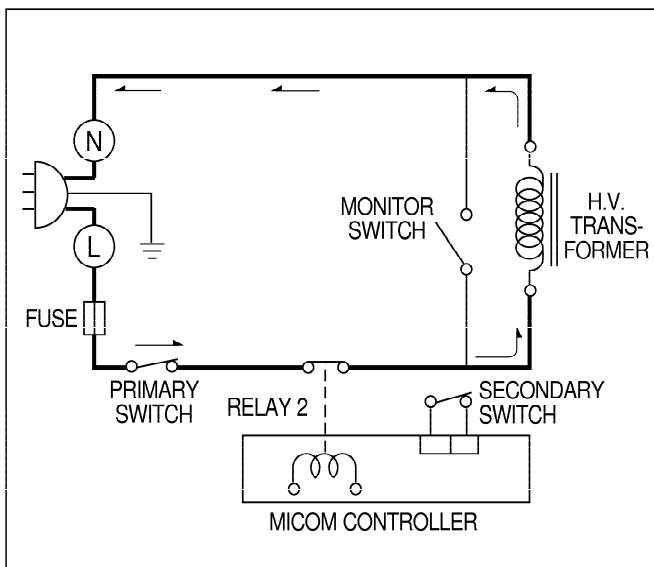 N
MONITOR
SWITCH
H.V.
TRANS-
FORMER
L
FUSE
PRIMARY
SWITCH
RELAY 2
SECONDARY
SWITCH
MICOM CONTROLLER